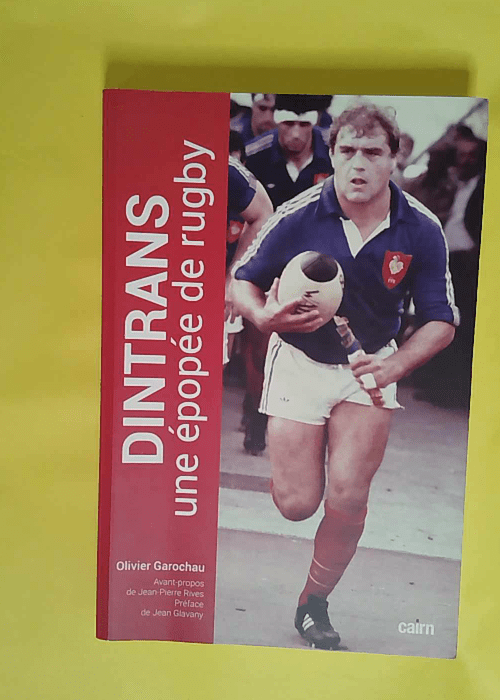 DINTRANS
une épopée de rugby
Olivier Garochau
Avant-propos
de Jean-Pierre Rives
Préface
de Jean Glavany
cairn